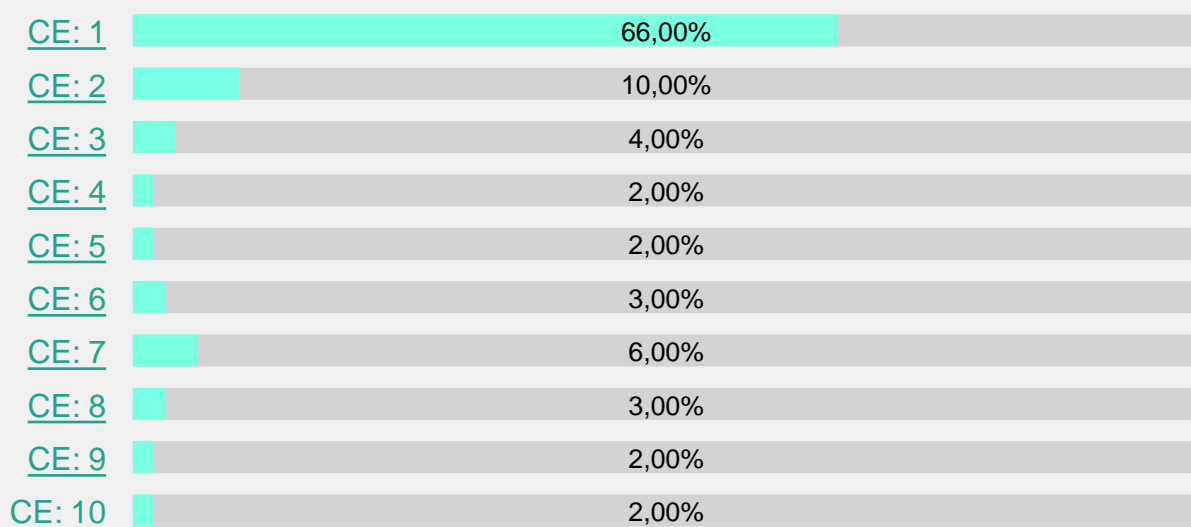 CE: 1 66,00%
CE: 2 10,00%
CE: 3 4,00%
CE: 4 2,00%
CE: 5 2,00%
CE: 6 3,00%
CE: 7 6,00%
CE: 8 3,00%
CE: 9 2,00%
CE: 10 2,00%